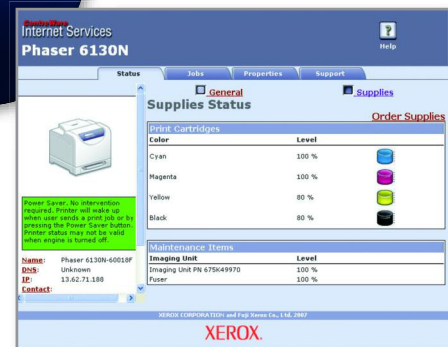 CentreWare
Internet Services
Phaser 6130N
?
Help
Status Jobs Properties Support
General Supplies
Supplies Status
Order Supplies
Print Cartridges
Color Level
Cyan 100 %
Magenta 100 %
Yellow 80 %
Black 80 %
Maintenance Items
Imaging Unit Level
Imaging Unit PN 675K49970 100 %
Fuser 100 %
Power Saver. No intervention
required. Printer will wake up
when user sends a print job or by
pressing the Power Saver button.
Printer status may not be valid
when engine is turned off.
Name: Phaser 6130N-60018F
DNS: Unknown
IP: 13.62.71.188
Contact:
XEROX CORPORATION and Fuji Xerox Co., Ltd. 2007
XEROX.